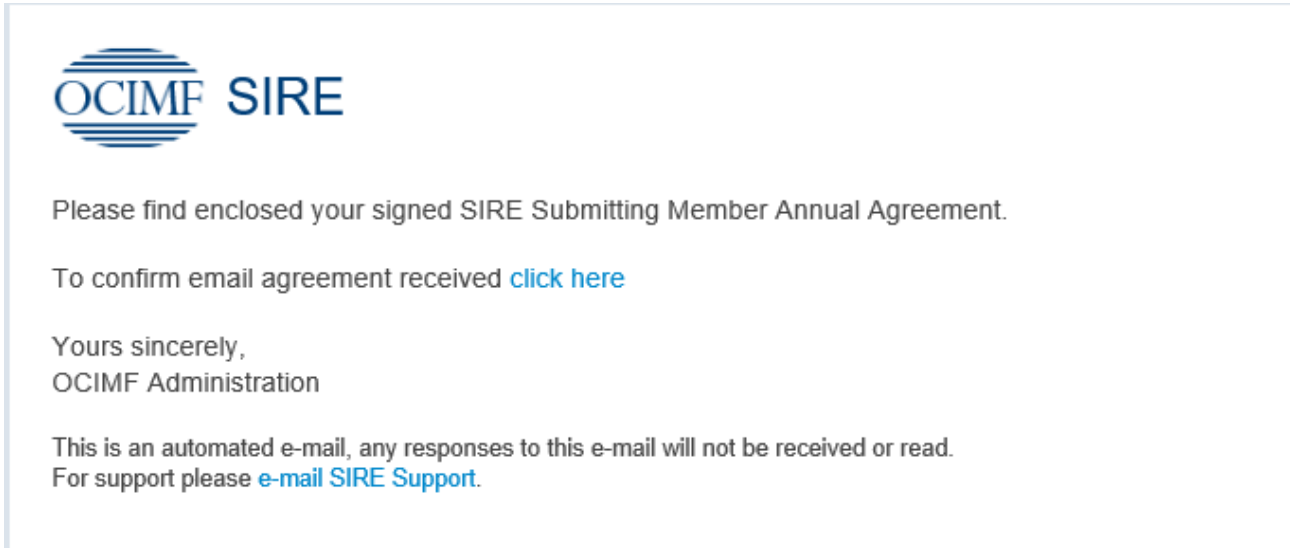 OCIMF SIRE
Please find enclosed your signed SIRE Submitting Member Annual Agreement.
To confirm email agreement received click here
Yours sincerely,
OCIMF Administration
This is an automated e-mail, any responses to this e-mail will not be received or read.
For support please e-mail SIRE Support.